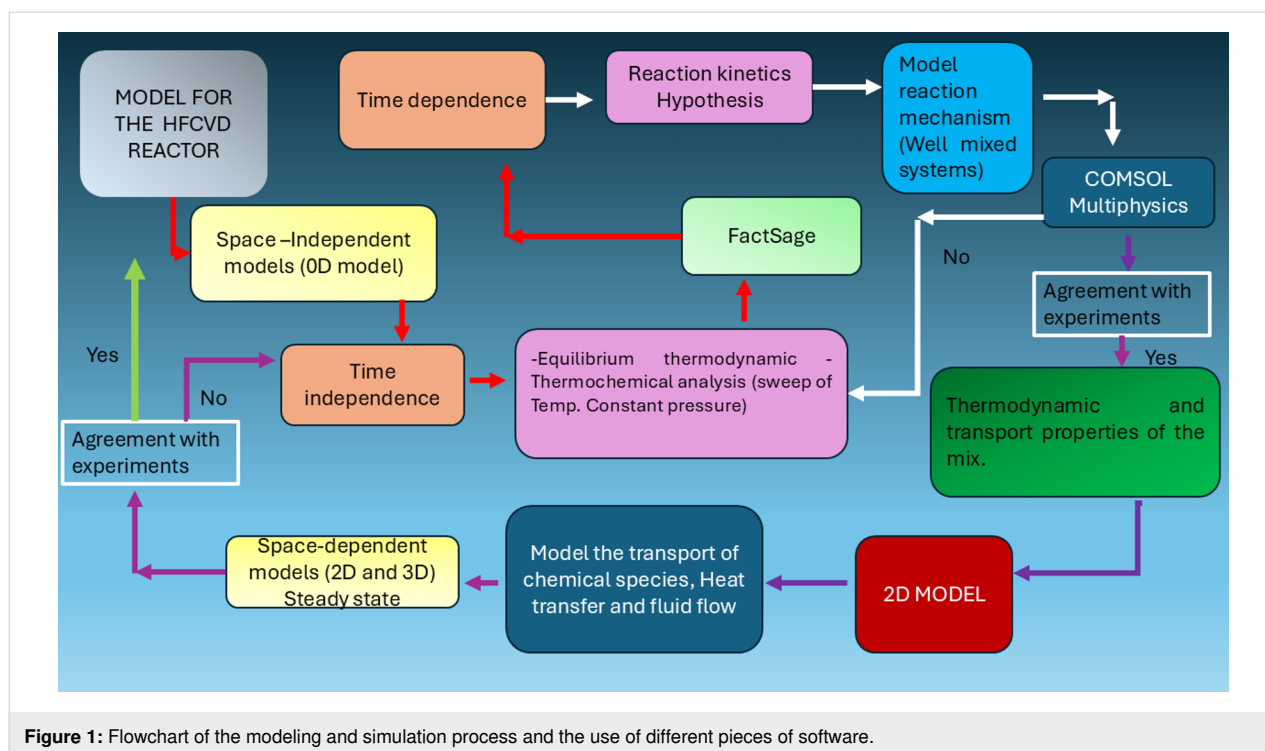 MODEL FOR
THE HFCVD
REACTOR
Time dependence
Reaction kinetics
Hypothesis
Model
reaction
mechanism
(Well mixed
systems)
COMSOL
Multiphysics
Space –Independent
models (0D model)
FactSage
No
Agreement with
experiments
Yes
Yes
No
Time
independence
-Equilibrium thermodynamic -
Thermochemical analysis (sweep of
Temp. Constant pressure)
Thermodynamic and
transport properties of the
mix.
Agreement with
experiments
Space-dependent
models (2D and 3D)
Steady state
Model the transport of
chemical species, Heat
transfer and fluid flow
2D MODEL
Figure 1: Flowchart of the modeling and simulation process and the use of different pieces of software.